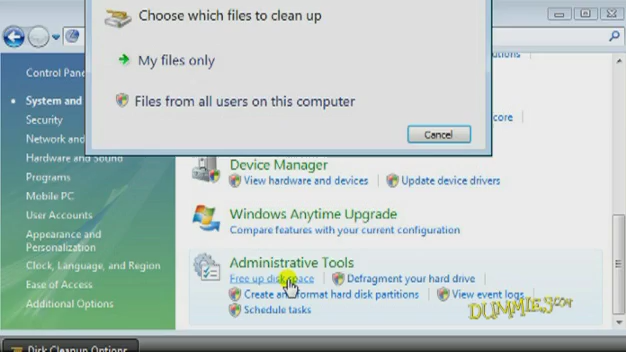 Choose which files to clean up
My files only
Files from all users on this computer
Cancel
Control Pane
System and
Security
Network and
Hardware and Sound
Programs
Mobile PC
User Accounts
Appearance and
Personalization
Clock, Language, and Region
Ease of Access
Additional Options
core
Device Manager
View hardware and devices
Update device drivers
Windows Anytime Upgrade
Compare features with your current configuration
Administrative Tools
Free up disk space
Defragment your hard drive
Create and format hard disk partitions
View event logs
Schedule tasks
DUMMIES.COM
Disk Cleanup Options